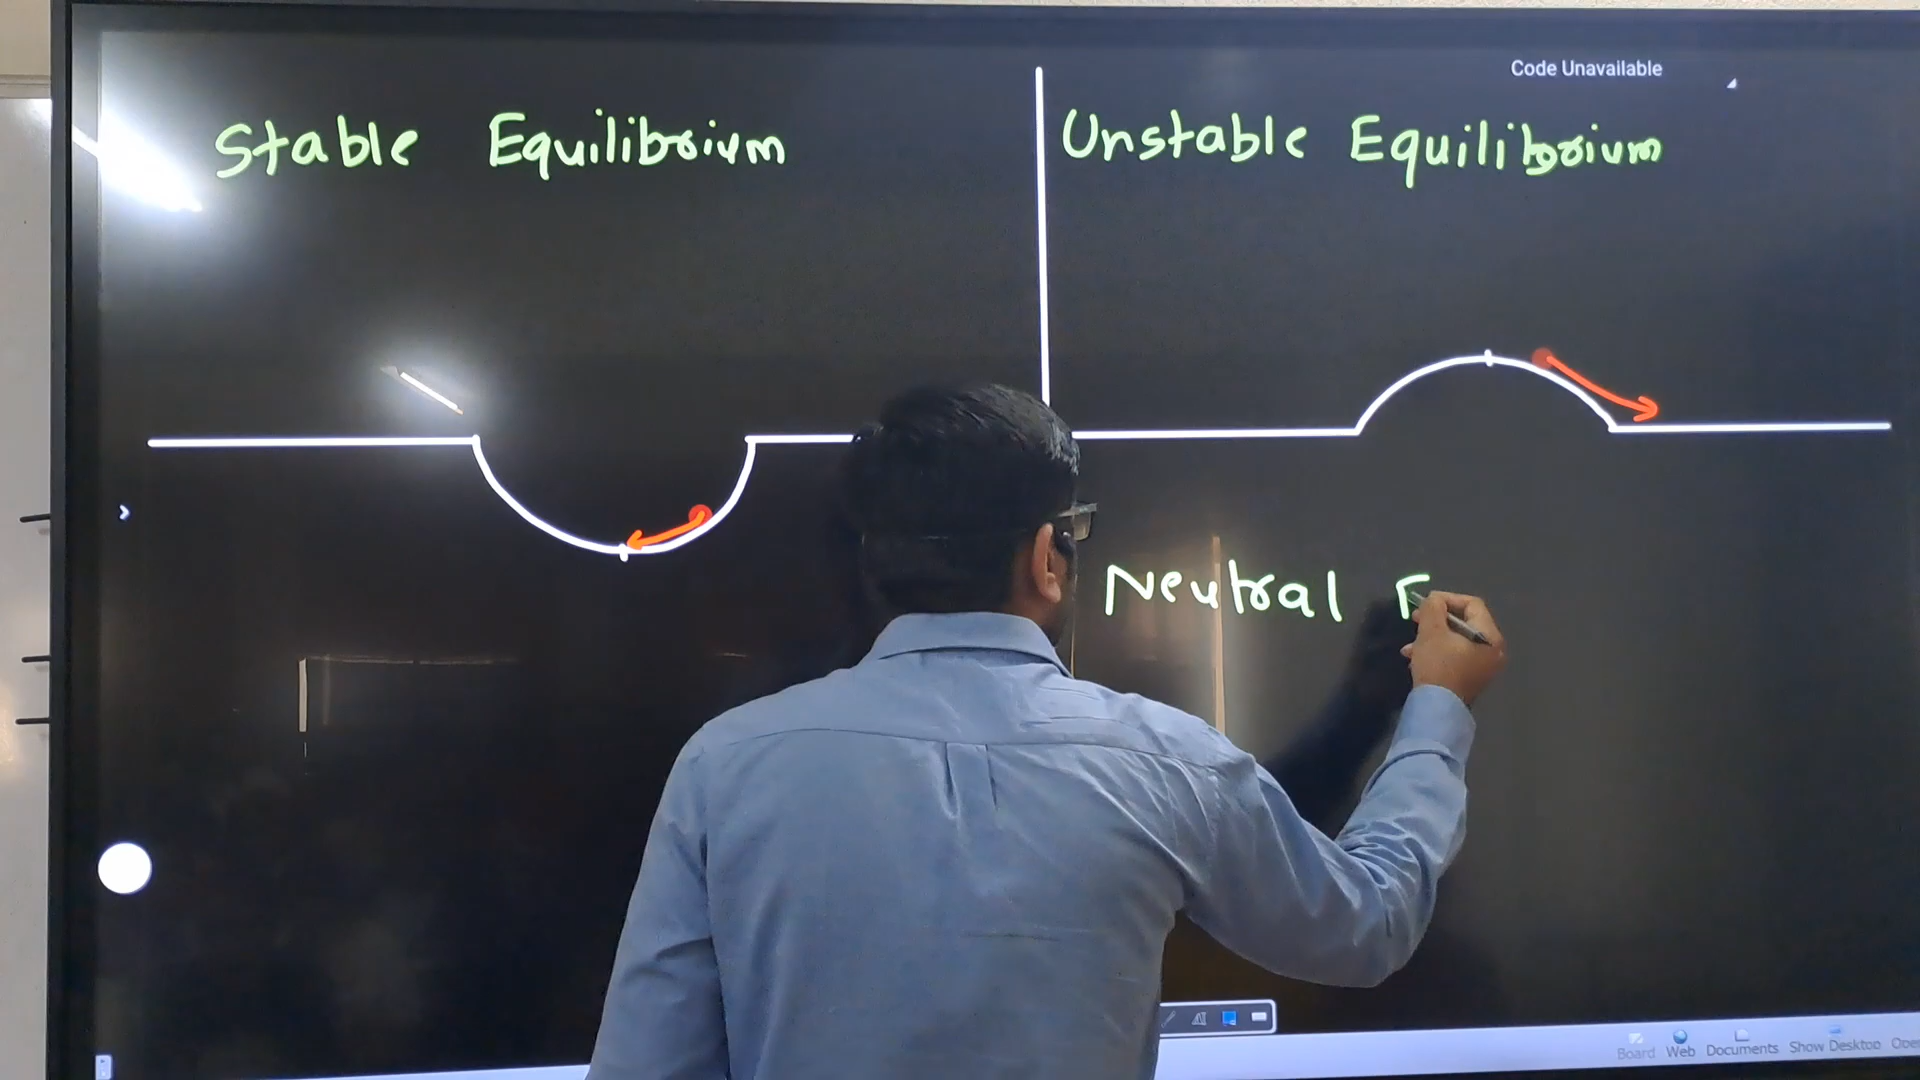 Code Unavailable
Stable Equilibrium
Unstable Equilibrium
Neutral E
Board Web Documents Show Desktop